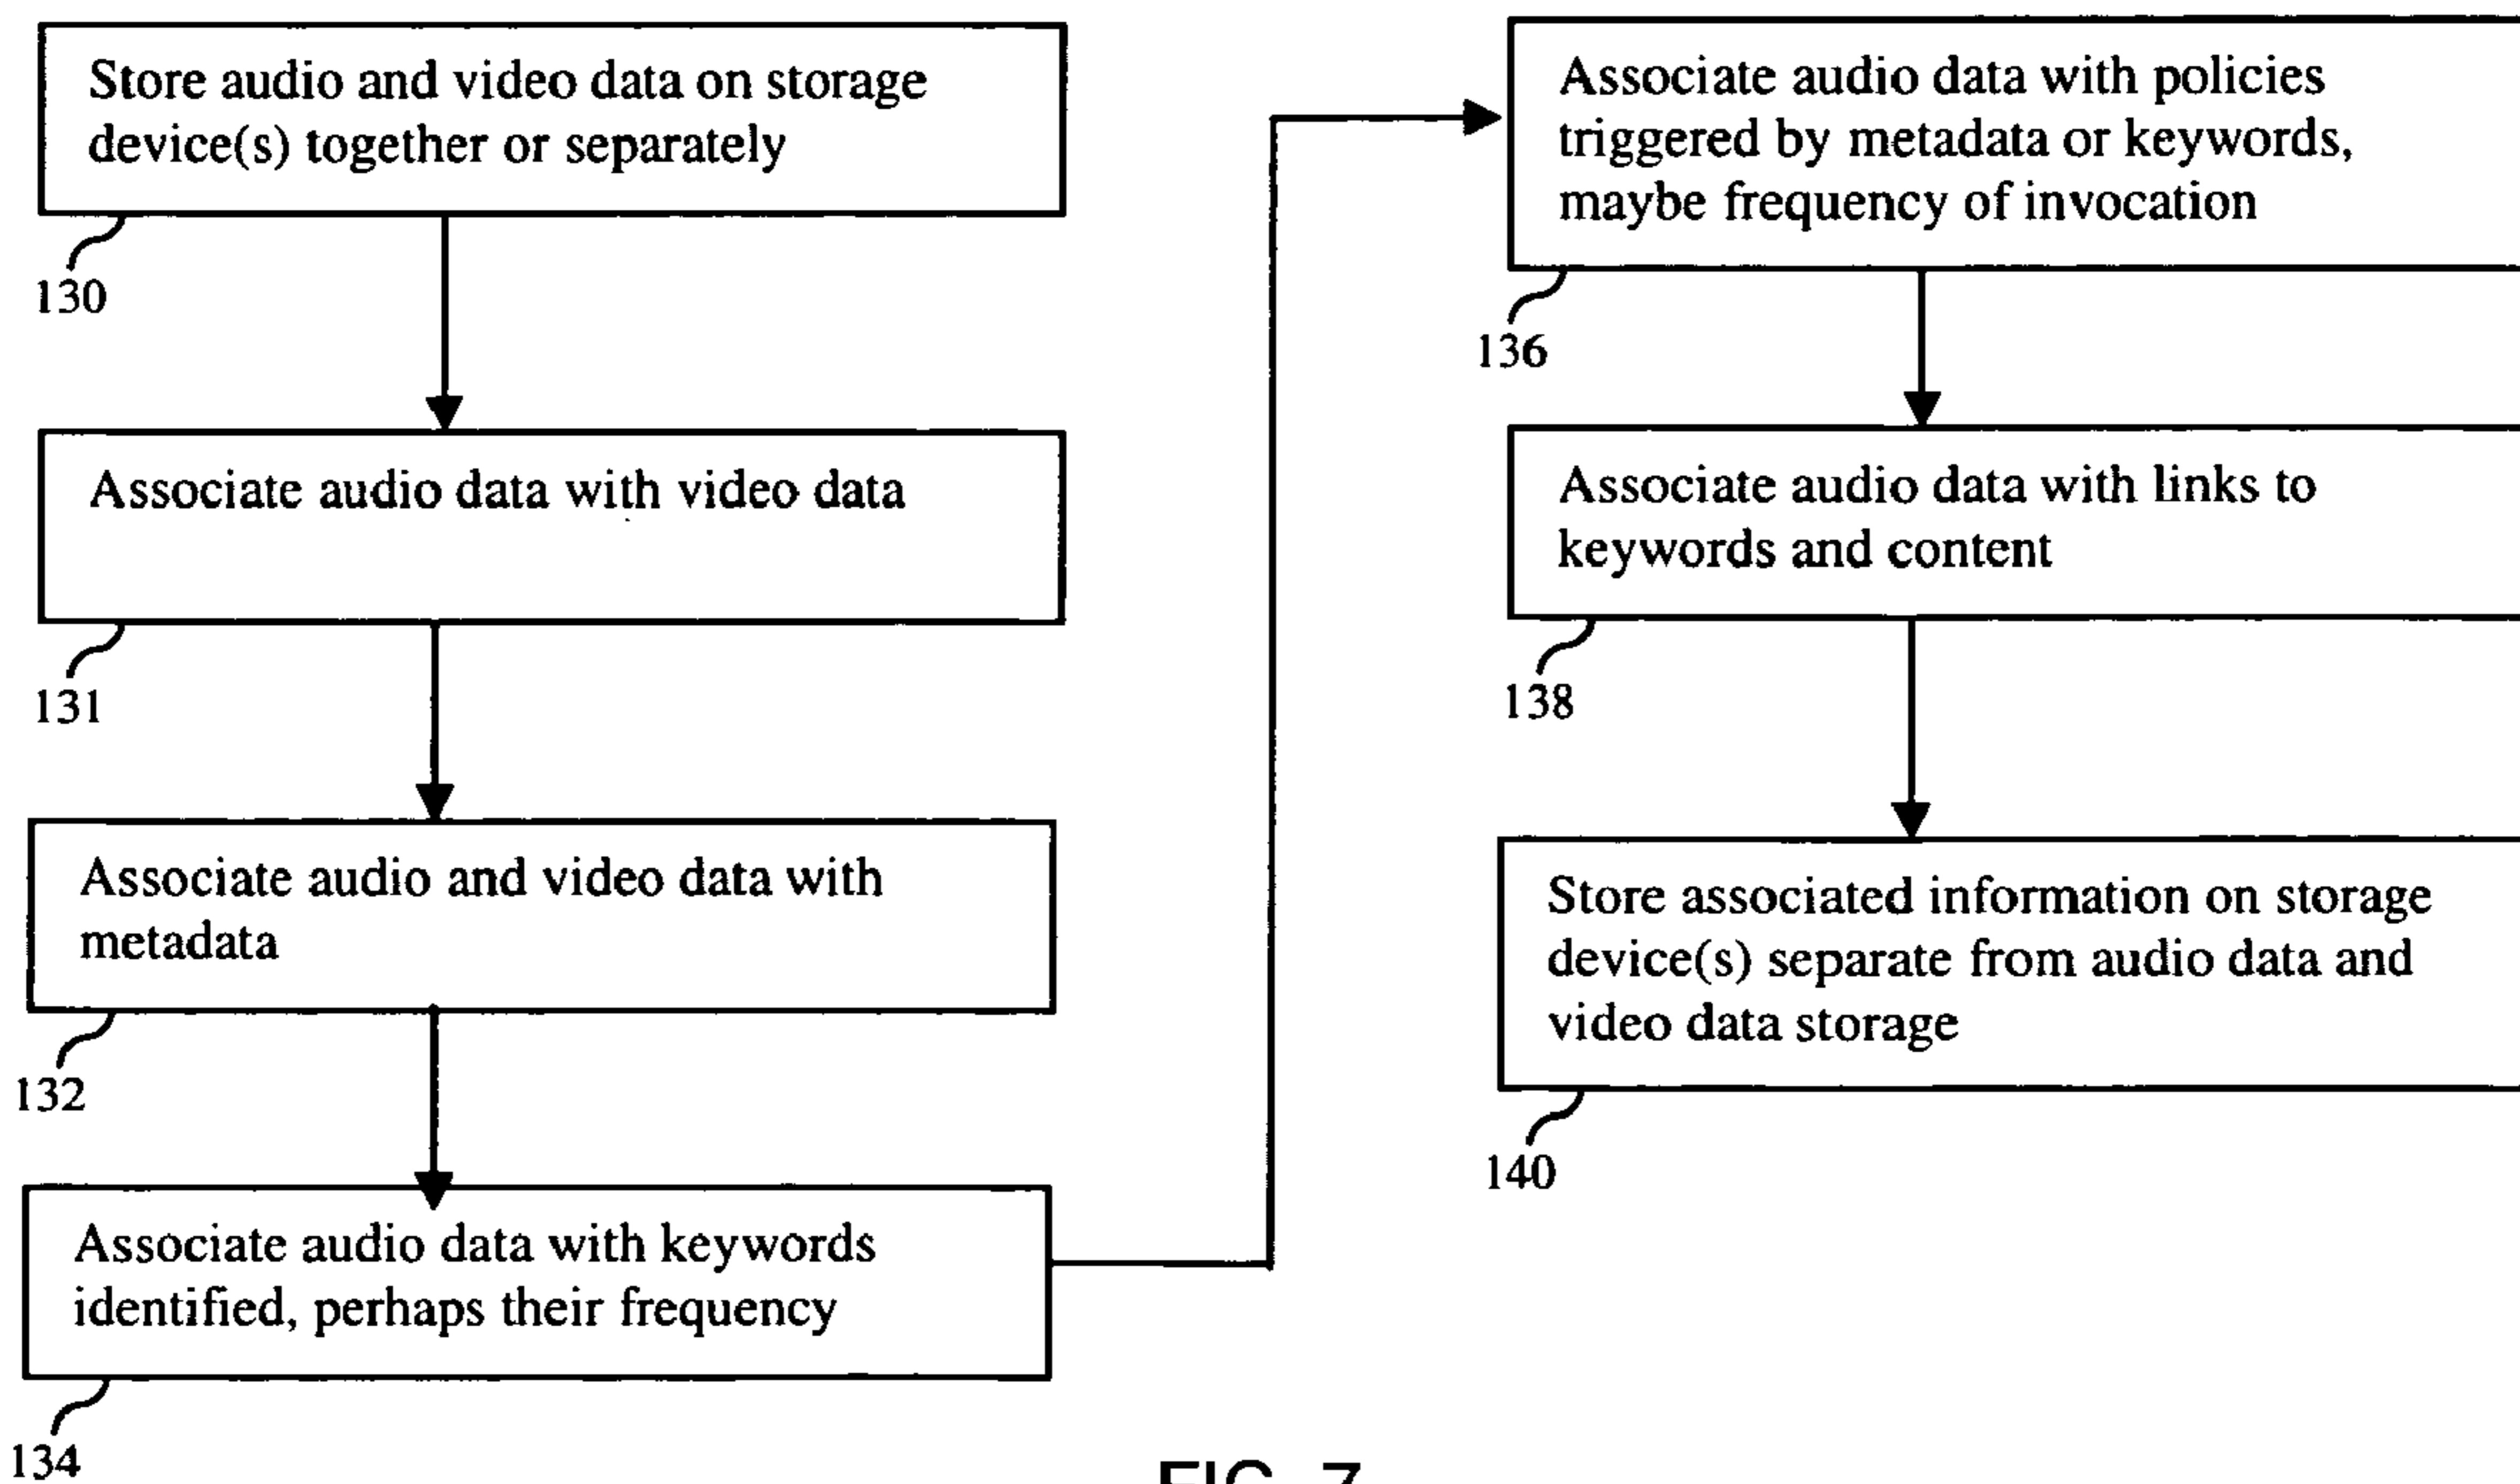 Store audio and video data on storage
device(s) together or separately
130
Associate audio data with video data
131
Associate audio and video data with
metadata
132
Associate audio data with keywords
identified, perhaps their frequency
134
Associate audio data with policies
triggered by metadata or keywords,
maybe frequency of invocation
136
Associate audio data with links to
keywords and content
138
Store associated information on storage
device(s) separate from audio data and
video data storage
140
FIG. 7